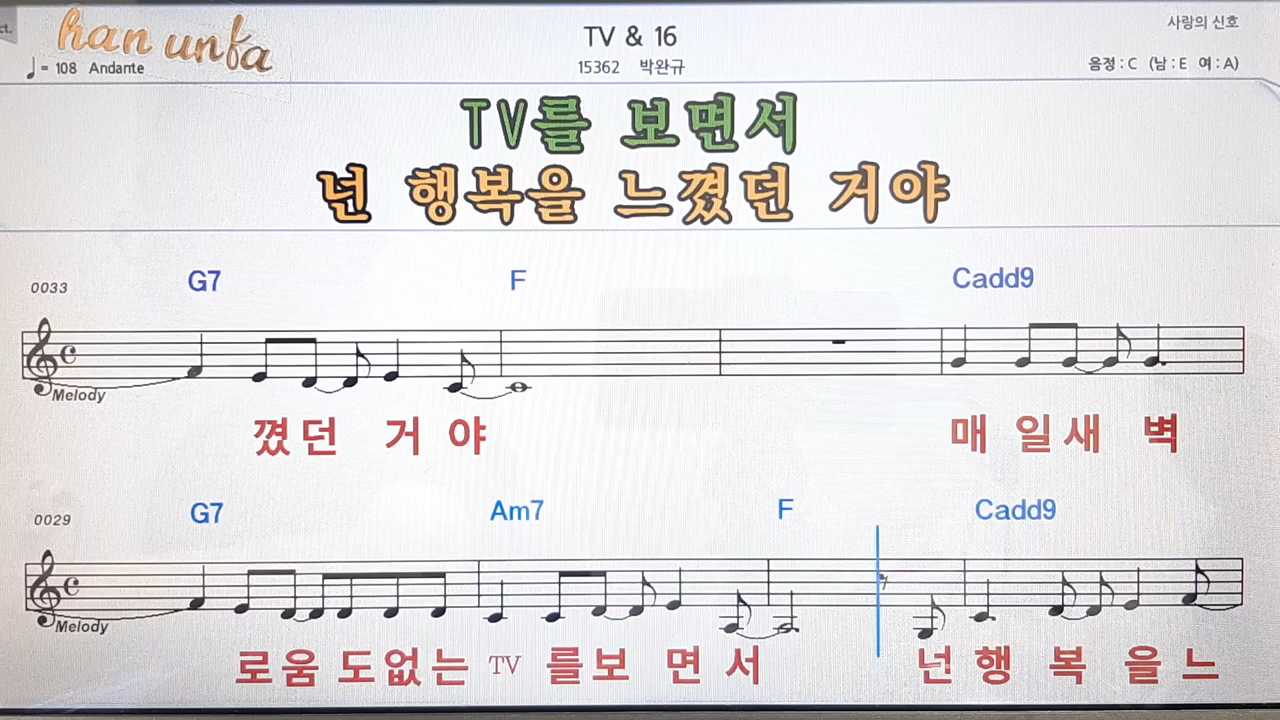 ct.
han unfa
TV & 16
사랑의 신호
♩= 108 Andante
15362 박완규
음정 : C (남 : E 여 : A)
TV를 보면서
넌 행복을 느꼈던 거야
0033 G7 F Cadd9
Melody
꼈던 거 야 매 일새 벽
0029 G7 Am7 F Cadd9
Melody
로움 도없는 TV 를보 면 서 넌행 복 을느